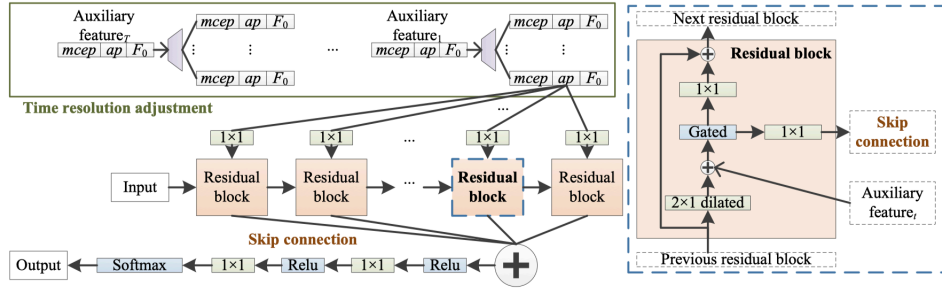 Auxiliary
feature_T
mcep ap F_0
mcep ap F_0
⋮ ⋮
mcep ap F_0
...
Auxiliary
feature_1
mcep ap F_0
mcep ap F_0
⋮ ⋮
mcep ap F_0
Time resolution adjustment
...
1×1
1×1
...
1×1
1×1
Input
Residual
block
Residual
block
...
Residual
block
Residual
block
Skip connection
+
Output
Softmax
1×1
Relu
1×1
Relu
Next residual block
Residual block
+
1×1
Gated
1×1
Skip
connection
+
2×1 dilated
Auxiliary
feature_t
Previous residual block